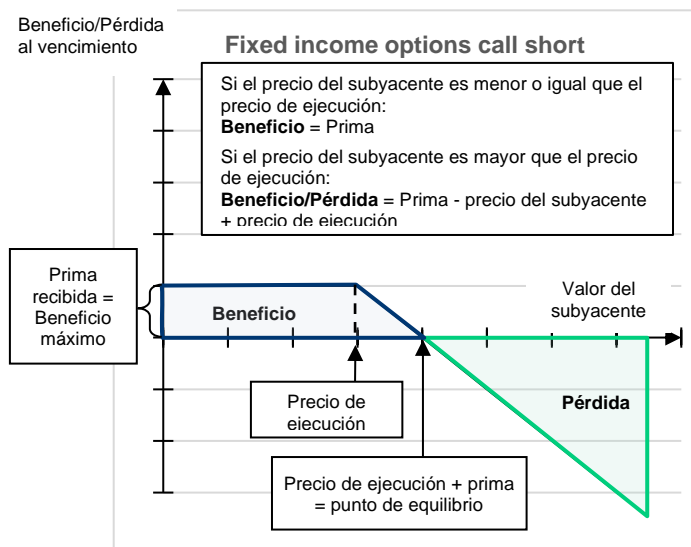 Beneficio/Pérdida
al vencimiento
Fixed income options call short
Si el precio del subyacente es menor o igual que el
precio de ejecución:
Beneficio = Prima
Si el precio del subyacente es mayor que el precio
de ejecución:
Beneficio/Pérdida = Prima - precio del subyacente
+ precio de ejecución
Prima
recibida =
Beneficio
máximo
Beneficio
Valor del
subyacente
Precio de
ejecución
Pérdida
Precio de ejecución + prima
= punto de equilibrio